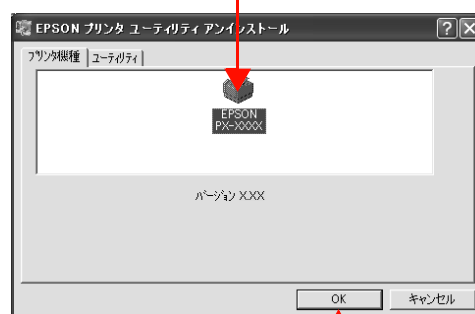 EPSON プリンタ ユーティリティ アンインストール
プリンタ機種 ユーティリティ
EPSON
PX-XXXX
バージョン X.XX
OK キャンセル